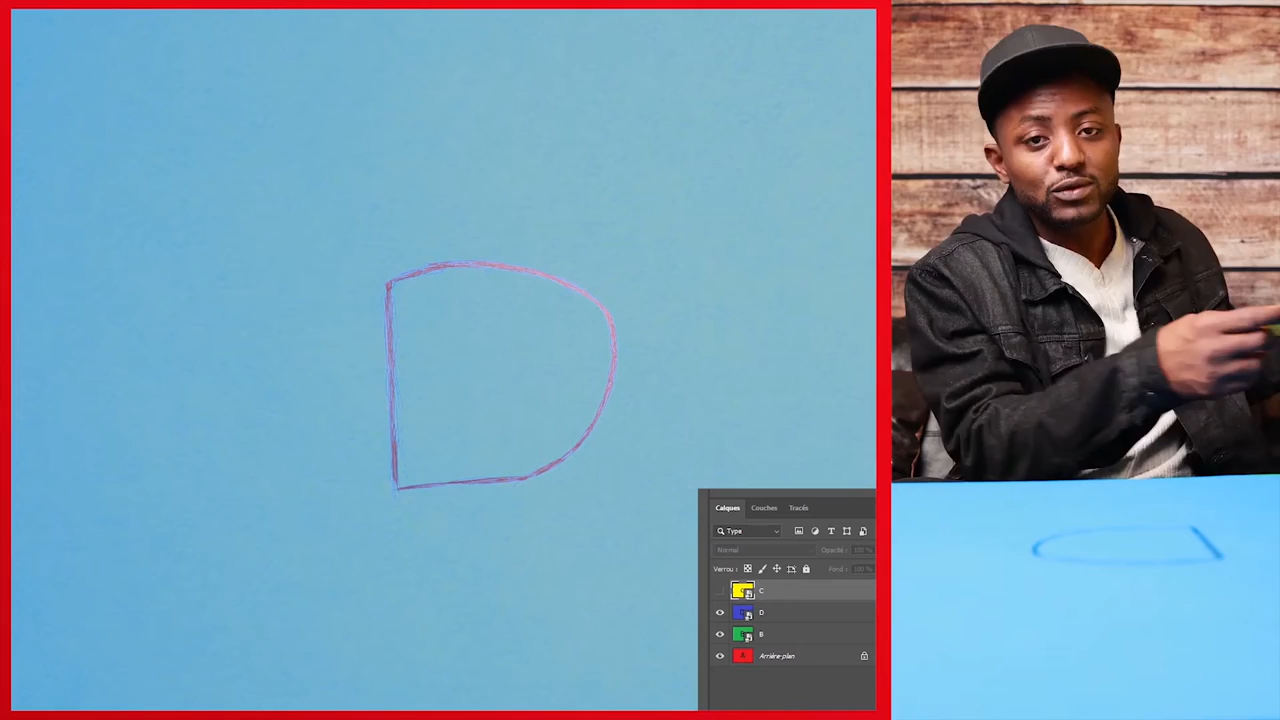 D
Calques Couches Tracés
Type
Normal Opacité : 100 %
Verrou : Fond : 100 %
C
D
B
A Arrière-plan
D